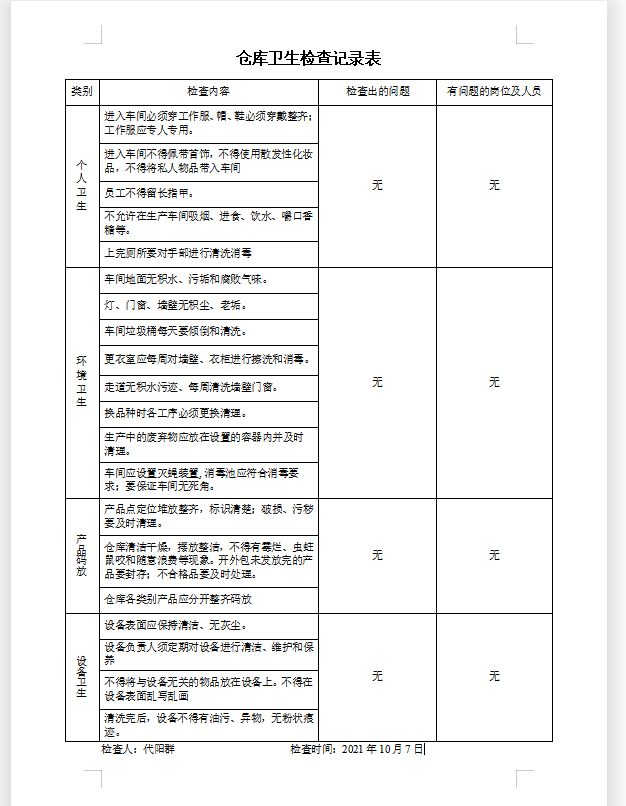 仓库卫生检查记录表
类别 检查内容 检查出的问题 有问题的岗位及人员
个人卫生
进入车间必须穿工作服、帽、鞋必须穿戴整齐；
工作服应专人专用。
进入车间不得佩带首饰，不得使用散发性化妆
品，不得将私人物品带入车间
员工不得留长指甲。
不允许在生产车间吸烟、进食、饮水、嚼口香
糖等。
上完厕所要对手部进行清洗消毒
无 无
环境卫生
车间地面无积水、污垢和腐败气味。
灯、门窗、墙壁无积尘、老垢。
车间垃圾桶每天要倾倒和清洗。
更衣室应每周对墙壁、衣柜进行擦洗和消毒。
走道无积水污迹、每周清洗墙壁门窗。
换品种时各工序必须更换清理。
生产中的废弃物应放在设置的容器内并及时
清理。
车间应设置灭蝇装置，消毒池应符合消毒要
求；要保证车间无死角。
无 无
产品码放
产品点定位堆放整齐，标识清楚；破损、污秽
要及时清理。
仓库清洁干燥，摆放整洁，不得有霉烂、虫蛀
鼠咬和随意浪费等现象。开外包未发放完的产
品要封存；不合格品要及时处理。
仓库各类别产品应分开整齐码放
无 无
设备卫生
设备表面应保持清洁、无灰尘。
设备负责人须定期对设备进行清洁、维护和保
养
不得将与设备无关的物品放在设备上。不得在
设备表面乱写乱画
清洗完后，设备不得有油污、异物，无粉状痕
迹。
无 无
检查人：代阳群 检查时间：2021年10月7日